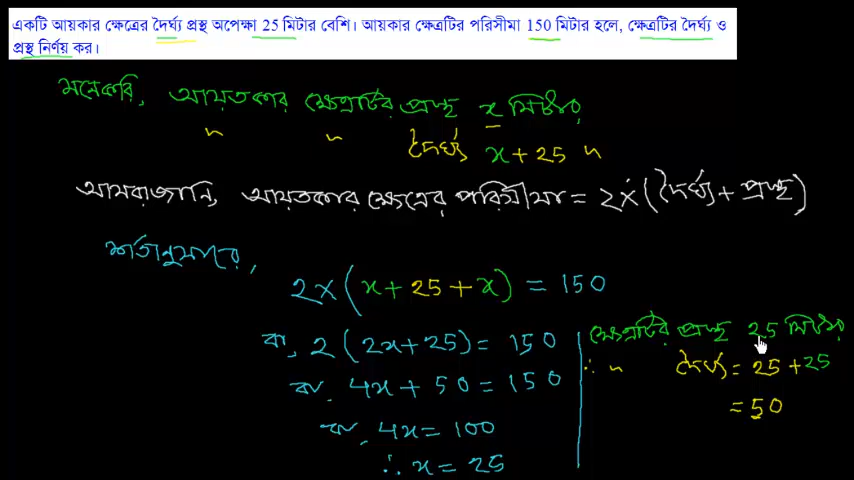 একটি আয়কার ক্ষেত্রের দৈর্ঘ্য প্রস্থ অপেক্ষা 25 মিটার বেশি। আয়কার ক্ষেত্রটির পরিসীমা 150 মিটার হলে, ক্ষেত্রটির দৈর্ঘ্য ও
প্রস্থ নির্ণয় কর।
মনেকরি, আয়তকার ক্ষেত্রটির প্রস্থ x মিটার
" " দৈর্ঘ্য x + 25 "
আমরাজানি, আয়তকার ক্ষেত্রের পরিসীমা = 2 × (দৈর্ঘ্য + প্রস্থ)
শর্তানুসারে,
2 × (x + 25 + x) = 150
বা, 2 (2x + 25) = 150
বা, 4x + 50 = 150
বা, 4x = 100
∴ x = 25
ক্ষেত্রটির প্রস্থ 25 মিটার
∴ " দৈর্ঘ্য = 25 + 25
= 50